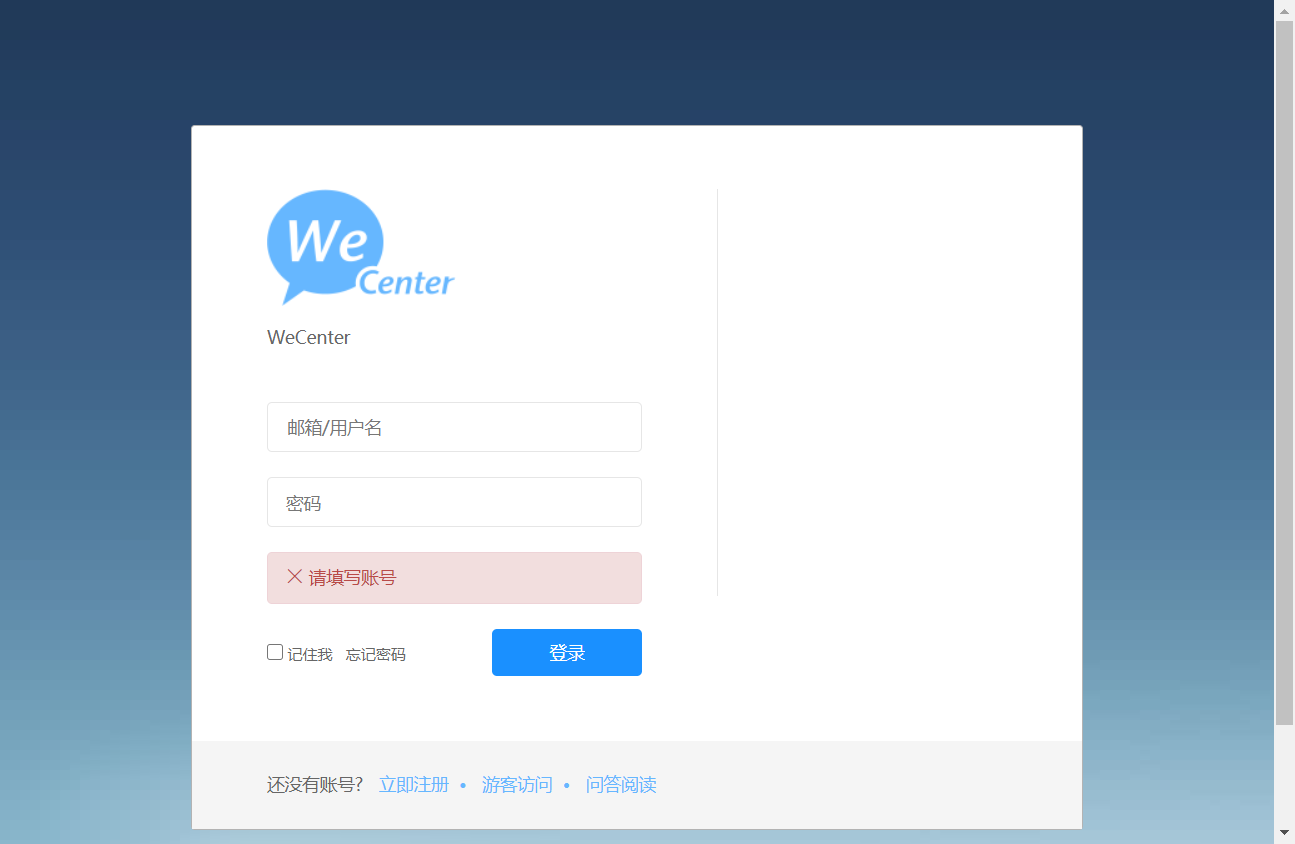 We
Center
WeCenter
邮箱/用户名
密码
请填写账号
记住我 忘记密码
登录
还没有账号? 立即注册 • 游客访问 • 问答阅读